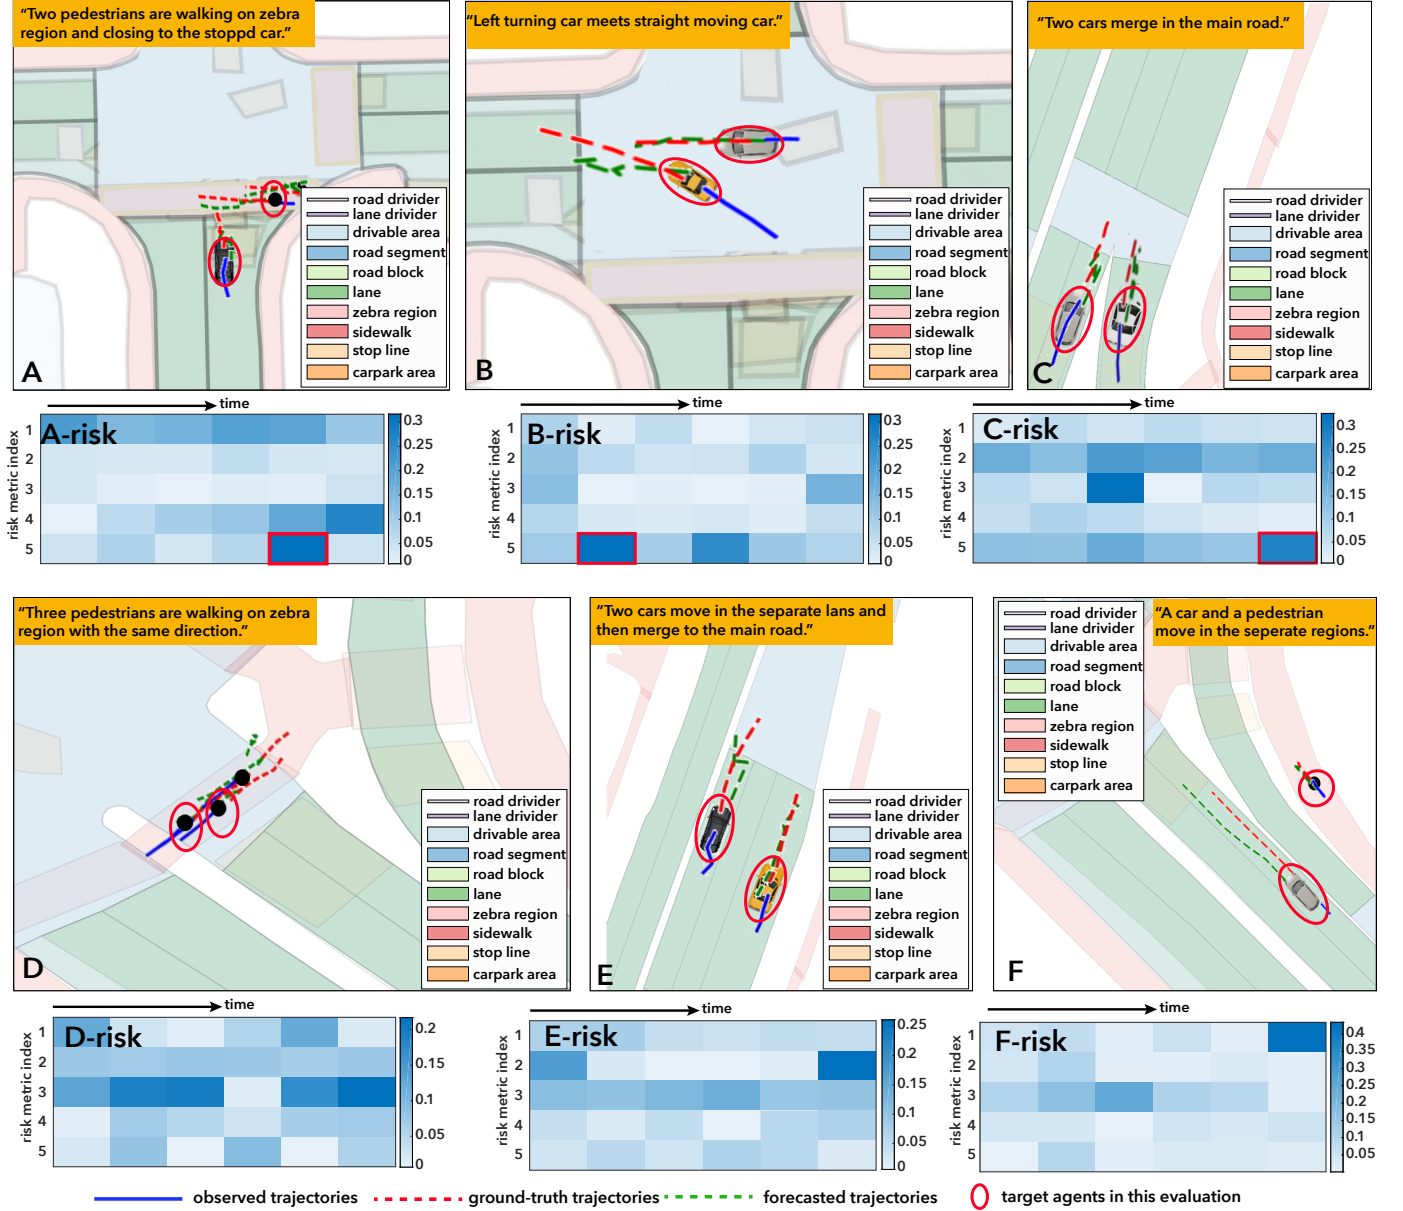 “Two pedestrians are walking on zebra
region and closing to the stoppd car.”
road drivider
lane drivider
drivable area
road segment
road block
lane
zebra region
sidewalk
stop line
carpark area
A
“Left turning car meets straight moving car.”
road drivider
lane drivider
drivable area
road segment
road block
lane
zebra region
sidewalk
stop line
carpark area
B
“Two cars merge in the main road.”
road drivider
lane drivider
drivable area
road segment
road block
lane
zebra region
sidewalk
stop line
carpark area
C
time
A-risk
risk metric index
1
2
3
4
5
0.3
0.25
0.2
0.15
0.1
0.05
0
time
B-risk
risk metric index
1
2
3
4
5
0.3
0.25
0.2
0.15
0.1
0.05
0
time
C-risk
risk metric index
1
2
3
4
5
0.3
0.25
0.2
0.15
0.1
0.05
0
“Three pedestrians are walking on zebra
region with the same direction.”
road drivider
lane drivider
drivable area
road segment
road block
lane
zebra region
sidewalk
stop line
carpark area
D
“Two cars move in the separate lans and
then merge to the main road.”
road drivider
lane drivider
drivable area
road segment
road block
lane
zebra region
sidewalk
stop line
carpark area
E
“A car and a pedestrian
move in the seperate regions.”
road drivider
lane drivider
drivable area
road segment
road block
lane
zebra region
sidewalk
stop line
carpark area
F
time
D-risk
risk metric index
1
2
3
4
5
0.2
0.15
0.1
0.05
0
time
E-risk
risk metric index
1
2
3
4
5
0.25
0.2
0.15
0.1
0.05
0
time
F-risk
risk metric index
1
2
3
4
5
0.4
0.35
0.3
0.25
0.2
0.15
0.1
0.05
observed trajectories
ground-truth trajectories
forecasted trajectories
target agents in this evaluation